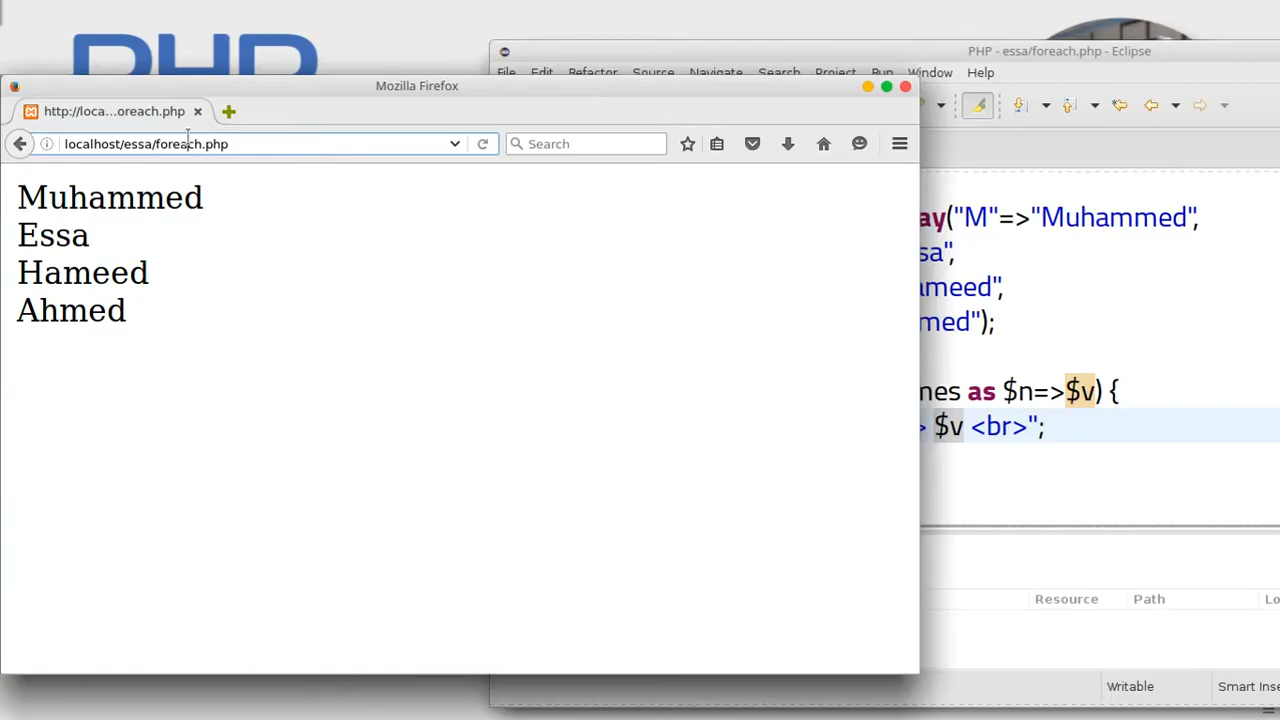 PHP
PHP - essa/foreach.php - Eclipse
File Edit Refactor Source Navigate Search Project Run Window Help
Mozilla Firefox
http://loca...oreach.php
localhost/essa/foreach.php
Search
Muhammed
Essa
Hameed
Ahmed
ay("M"=>"Muhammed",
sa",
ameed",
med");
nes as $n=>$v) {
> $v <br>";
Resource Path Lo
Writable Smart Inse